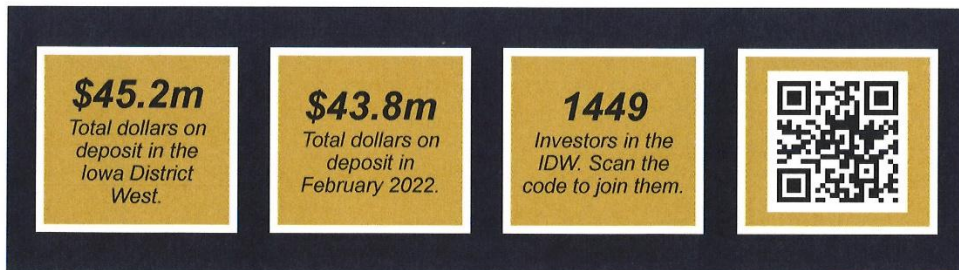 $45.2m
Total dollars on
deposit in the
Iowa District
West.
$43.8m
Total dollars on
deposit in
February 2022.
1449
Investors in the
IDW. Scan the
code to join them.